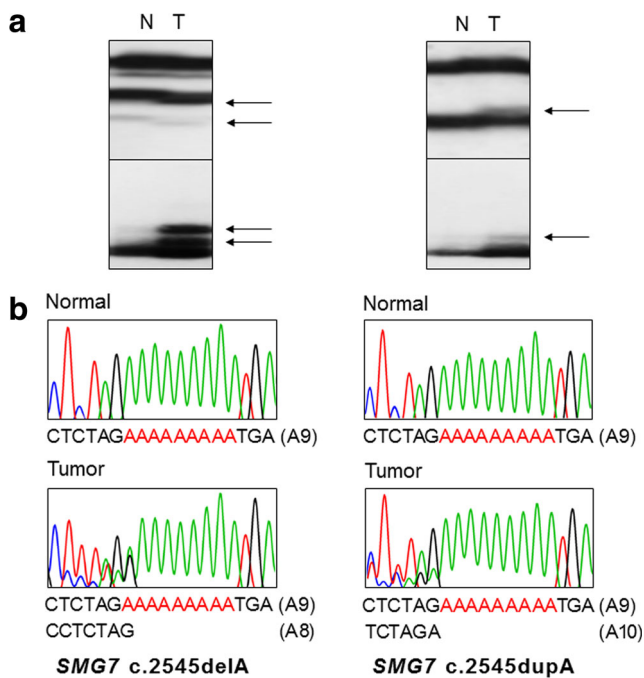 a
N T
N T
b
Normal
CTCTAGAAAAAAAAATGA (A9)
Tumor
CTCTAGAAAAAAAAATGA (A9)
CCTCTAG (A8)
SMG7 c.2545delA
Normal
CTCTAGAAAAAAAAATGA (A9)
Tumor
CTCTAGAAAAAAAAATGA (A9)
TCTAGA (A10)
SMG7 c.2545dupA